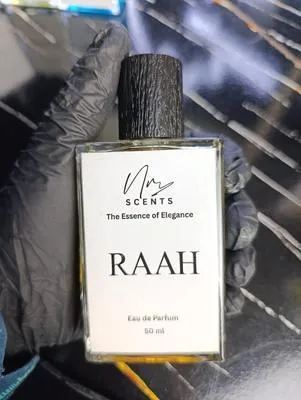 Nm
SCENTS
The Essence of Elegance
RAAH
Eau de Parfum
50 ml